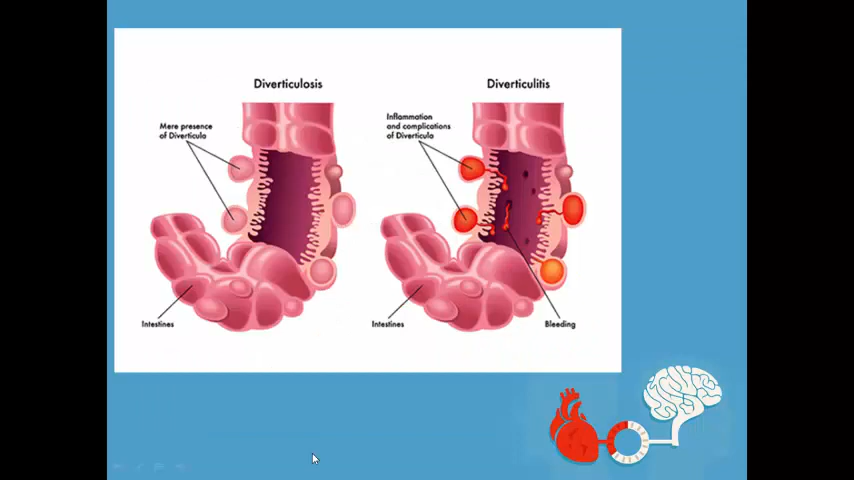 Diverticulosis
Mere presence
of Diverticula
Intestines
Diverticulitis
Inflammation
and complications
of Diverticula
Intestines
Bleeding